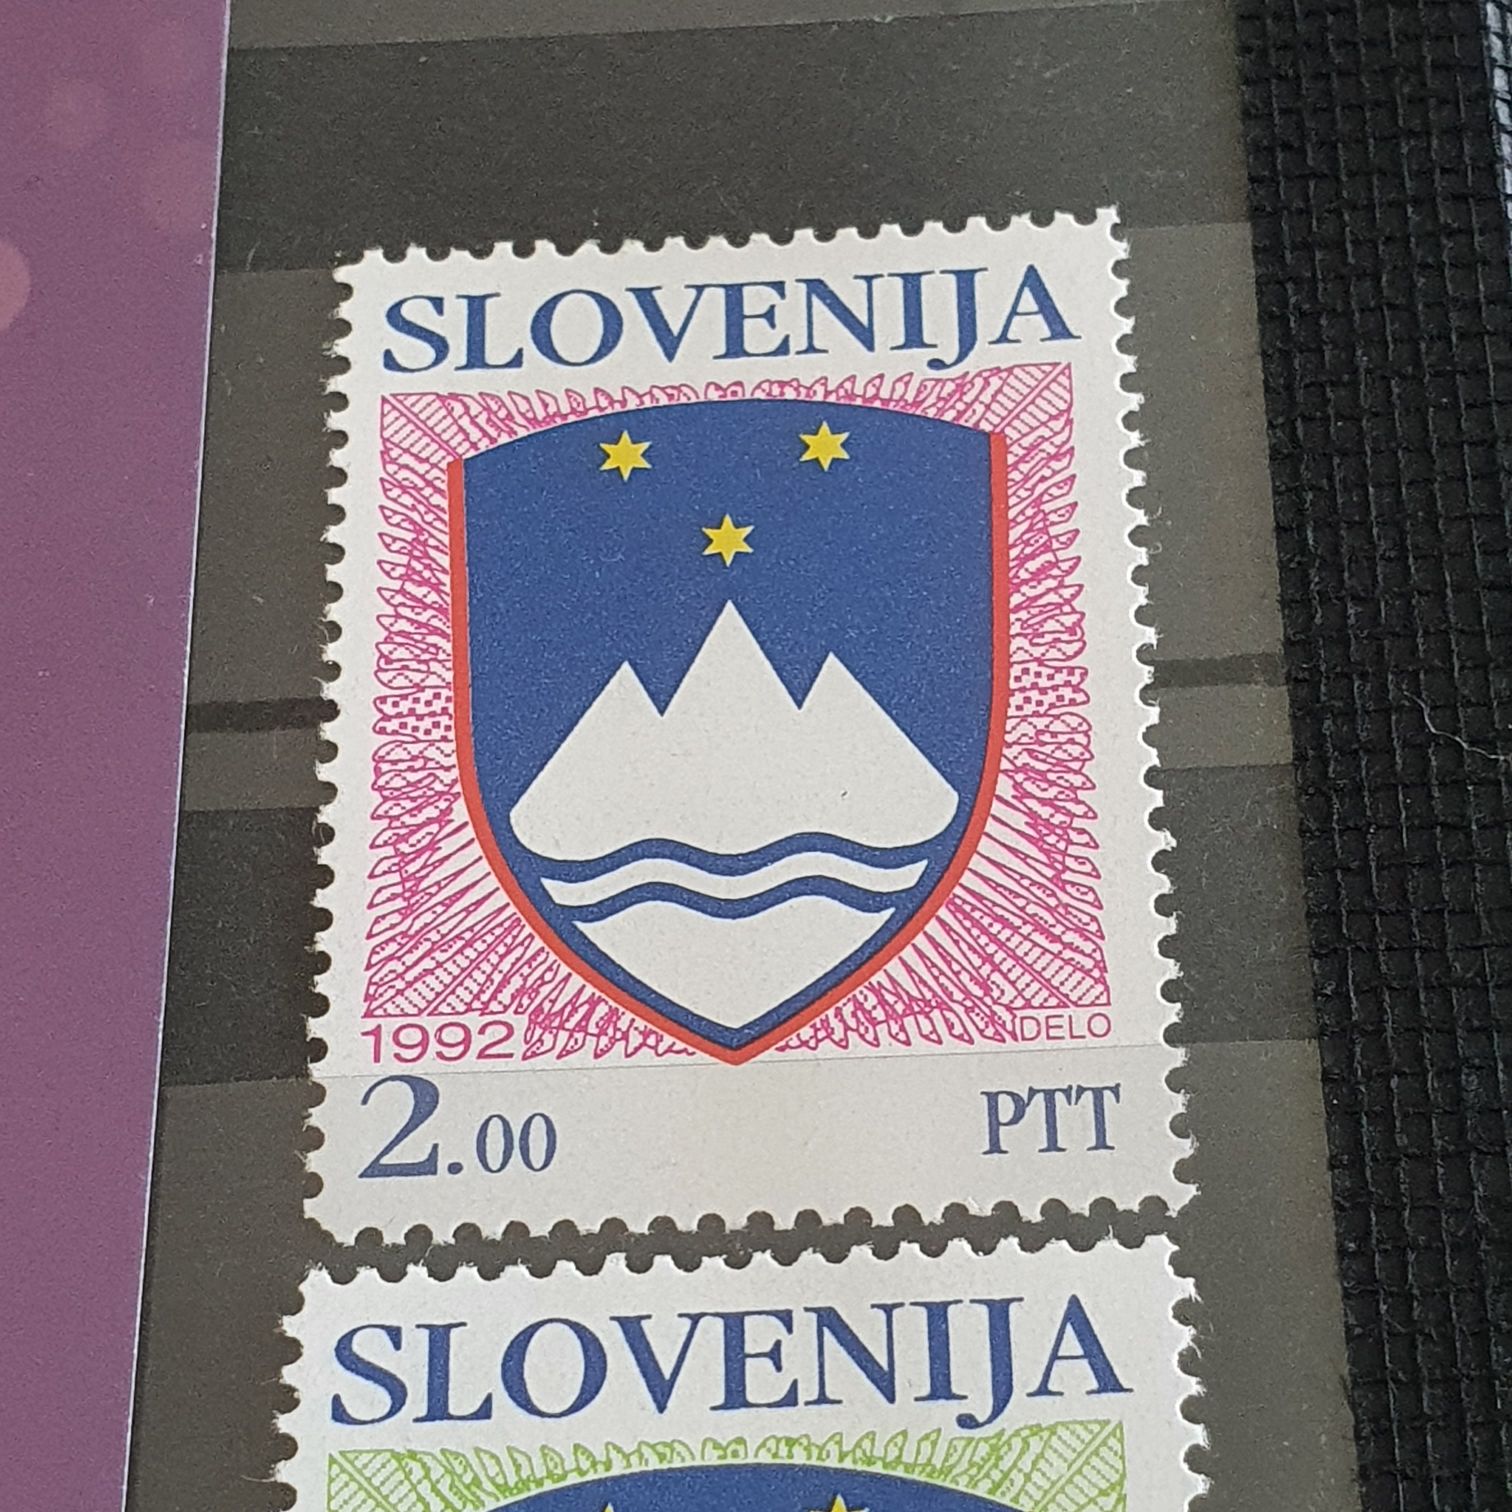 SLOVENIJA
1992 DELO
2.00 PTT
SLOVENIJA